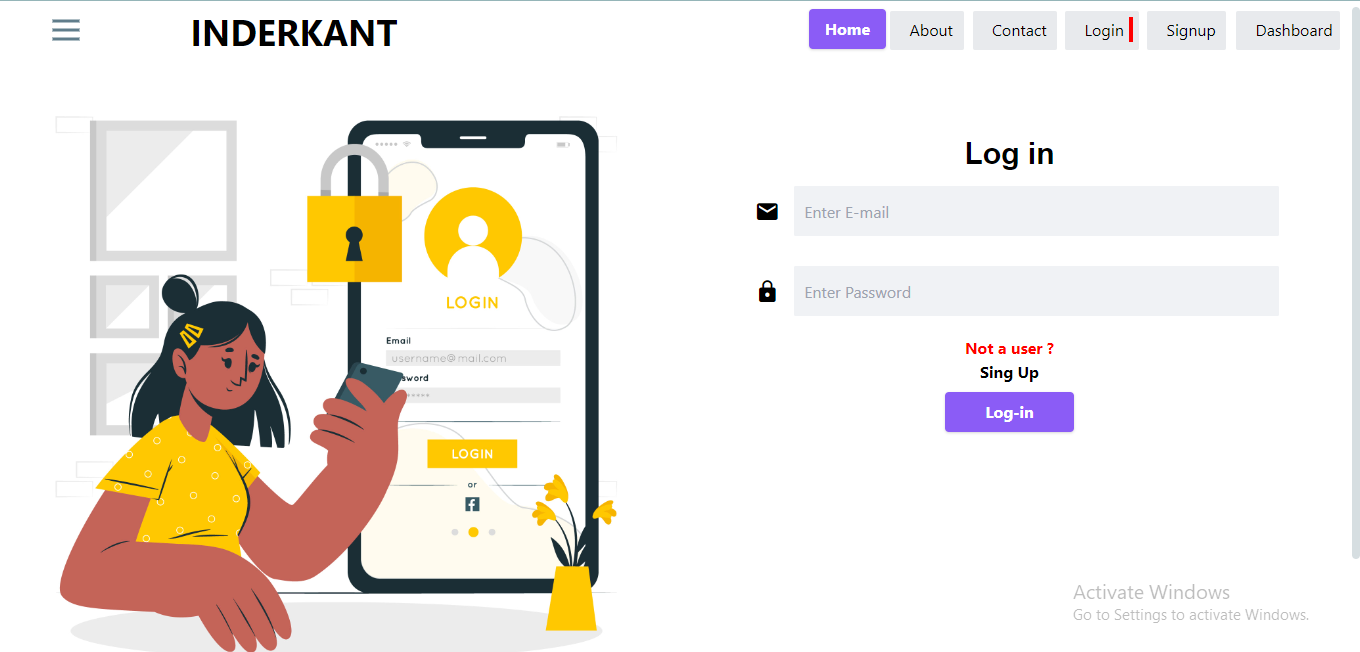 INDERKANT
Home About Contact Login Signup Dashboard
LOGIN
Email
username@mail.com
sword
LOGIN
or
Log in
Enter E-mail
Enter Password
Not a user ?
Sing Up
Log-in
Activate Windows
Go to Settings to activate Windows.